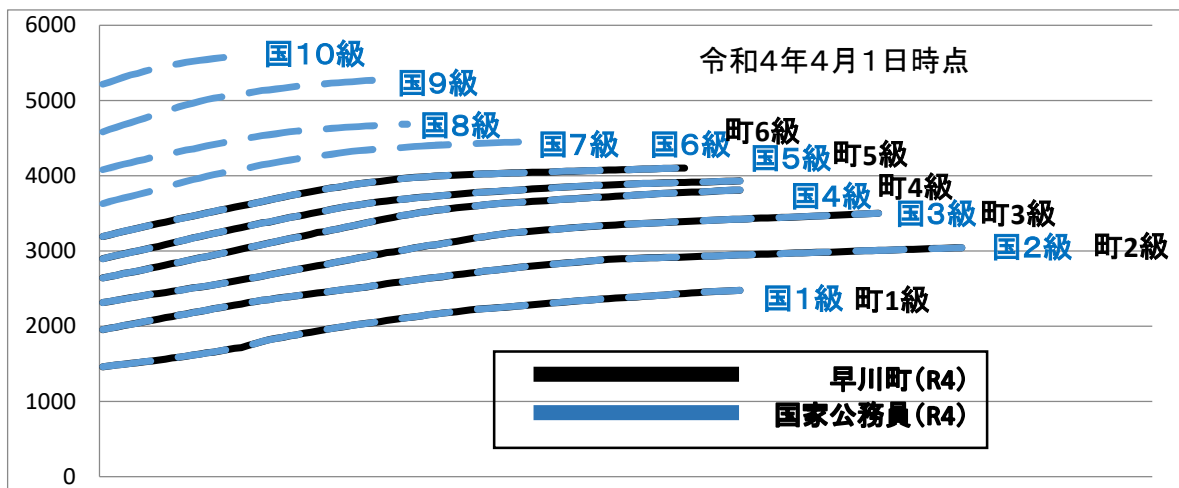 6000
国10級
令和4年4月1日時点
5000
国9級
国8級
国7級 国6級 町6級
国5級 町5級
4000
国4級 町4級
国3級 町3級
3000
国2級 町2級
国1級 町1級
2000
早川町(R4)
1000
国家公務員(R4)
0